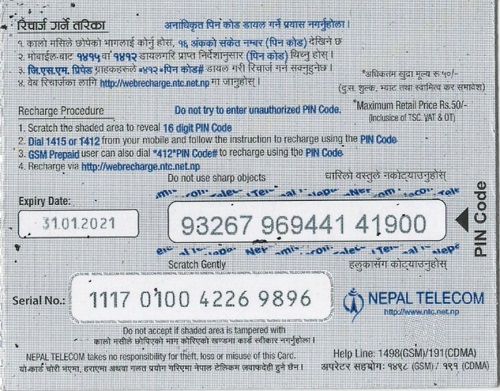 रिचार्ज गर्ने तरिका
अनाधिकृत पिन कोड डायल गर्ने प्रयास नगर्नुहोला।
१. कालो मसिले छोपेको भागलाई कोर्नु होस, १६ अंकको संकेत नम्बर (पिन कोड) देखिने छ
२. मोबाईल-बाट १४१५ वा १४१२ डायलगरि प्राप्त निर्देशानुसार (पिन कोड) थिच्नु होस्।
३. जि.एस.एम. प्रिपेड ग्राहकहरुले *४१२*पिन कोड# डायल गरी रिचार्ज गर्न सक्नुहुनेछ।
४. वेब रिचार्जका लागि http://webrecharge.ntc.net.np मा जानुहोस्।
*अधिकतम खुद्रा मूल्य रू ५०/-
(दु.स. शुल्क, भ्याट तथा स्वामित्व कर समावेश)
Recharge Procedure
Do not try to enter unauthorized PIN Code.
*Maximum Retail Price Rs.50/-
(Inclusive of TSC, VAT & OT)
1. Scratch the shaded area to reveal 16 digit PIN Code
2. Dial 1415 or 1412 from your mobile and follow the instruction to recharge using the PIN Code
3. GSM Prepaid user can also dial *412*PIN Code# to recharge using the PIN Code.
4. Recharge via http://webrecharge.ntc.net.np
Do not use sharp objects
धारिलो वस्तुले नकोट्याउनुहोस्
Expiry Date:
31.01.2021
93267 969441 41900
PIN Code
Scratch Gently
हलुकासँग कोट्याउनुहोस्
Serial No.:
1117 0100 4226 9896
NEPAL TELECOM
http://www.ntc.net.np
Do not accept if shaded area is tampered with
कालो मसिले छोपिएको भाग कोरिएको खण्डमा कार्ड स्वीकार नगर्नुहोला।
NEPAL TELECOM takes no responsibility for theft, loss or misuse of this Card.
यो कार्ड चोरी भएमा, हराएमा अथवा गलत प्रयोग गरिएमा नेपाल टेलिकम जवाफदेही हुने छैन।
Help Line: 1498(GSM)/191(CDMA)
अपरेटर सहयोग: १४९८ (GSM) / १९१ (CDMA)